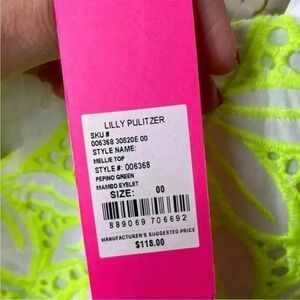 LILLY PULITZER
SKU #
006368 30620E 00
STYLE NAME:
MELLIE TOP
STYLE #: 006368
PEPINO GREEN
MAMBO EYELET
SIZE: 00
889069 706692
MANUFACTURER'S SUGGESTED PRICE
$118.00